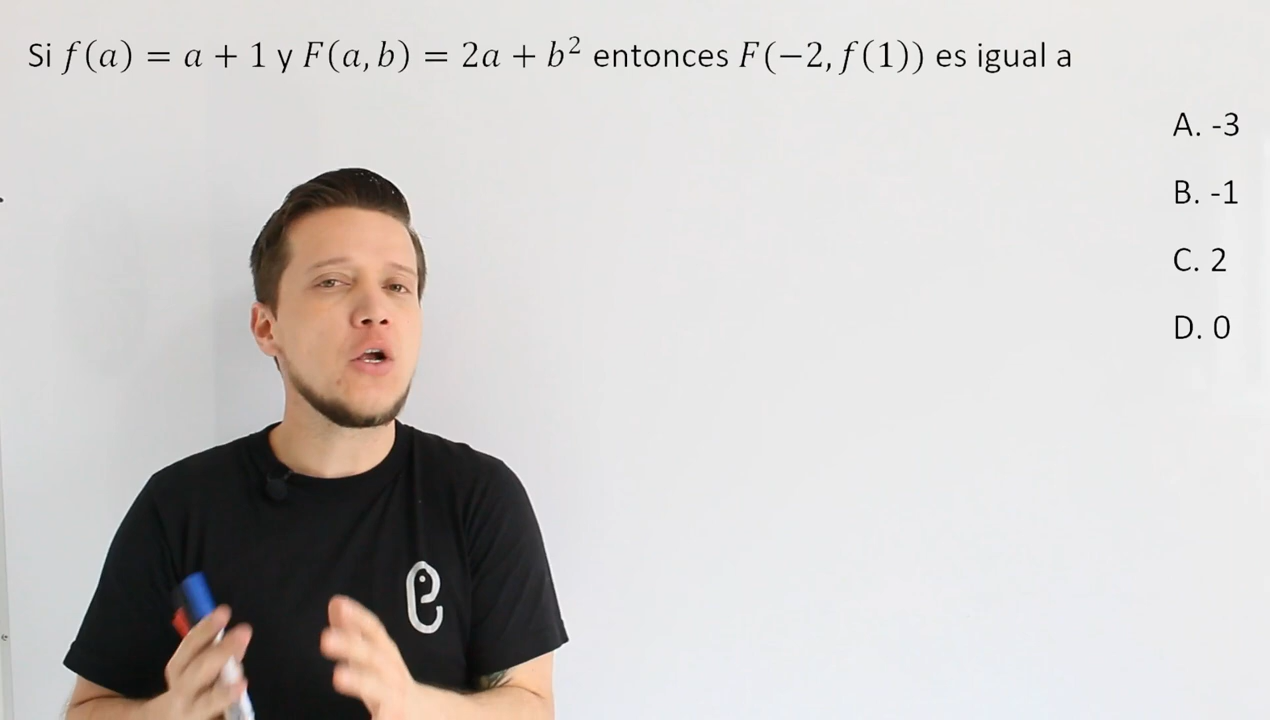 Si f(a) = a + 1 y F(a, b) = 2a + b² entonces F(−2, f(1)) es igual a
A. -3
B. -1
C. 2
D. 0